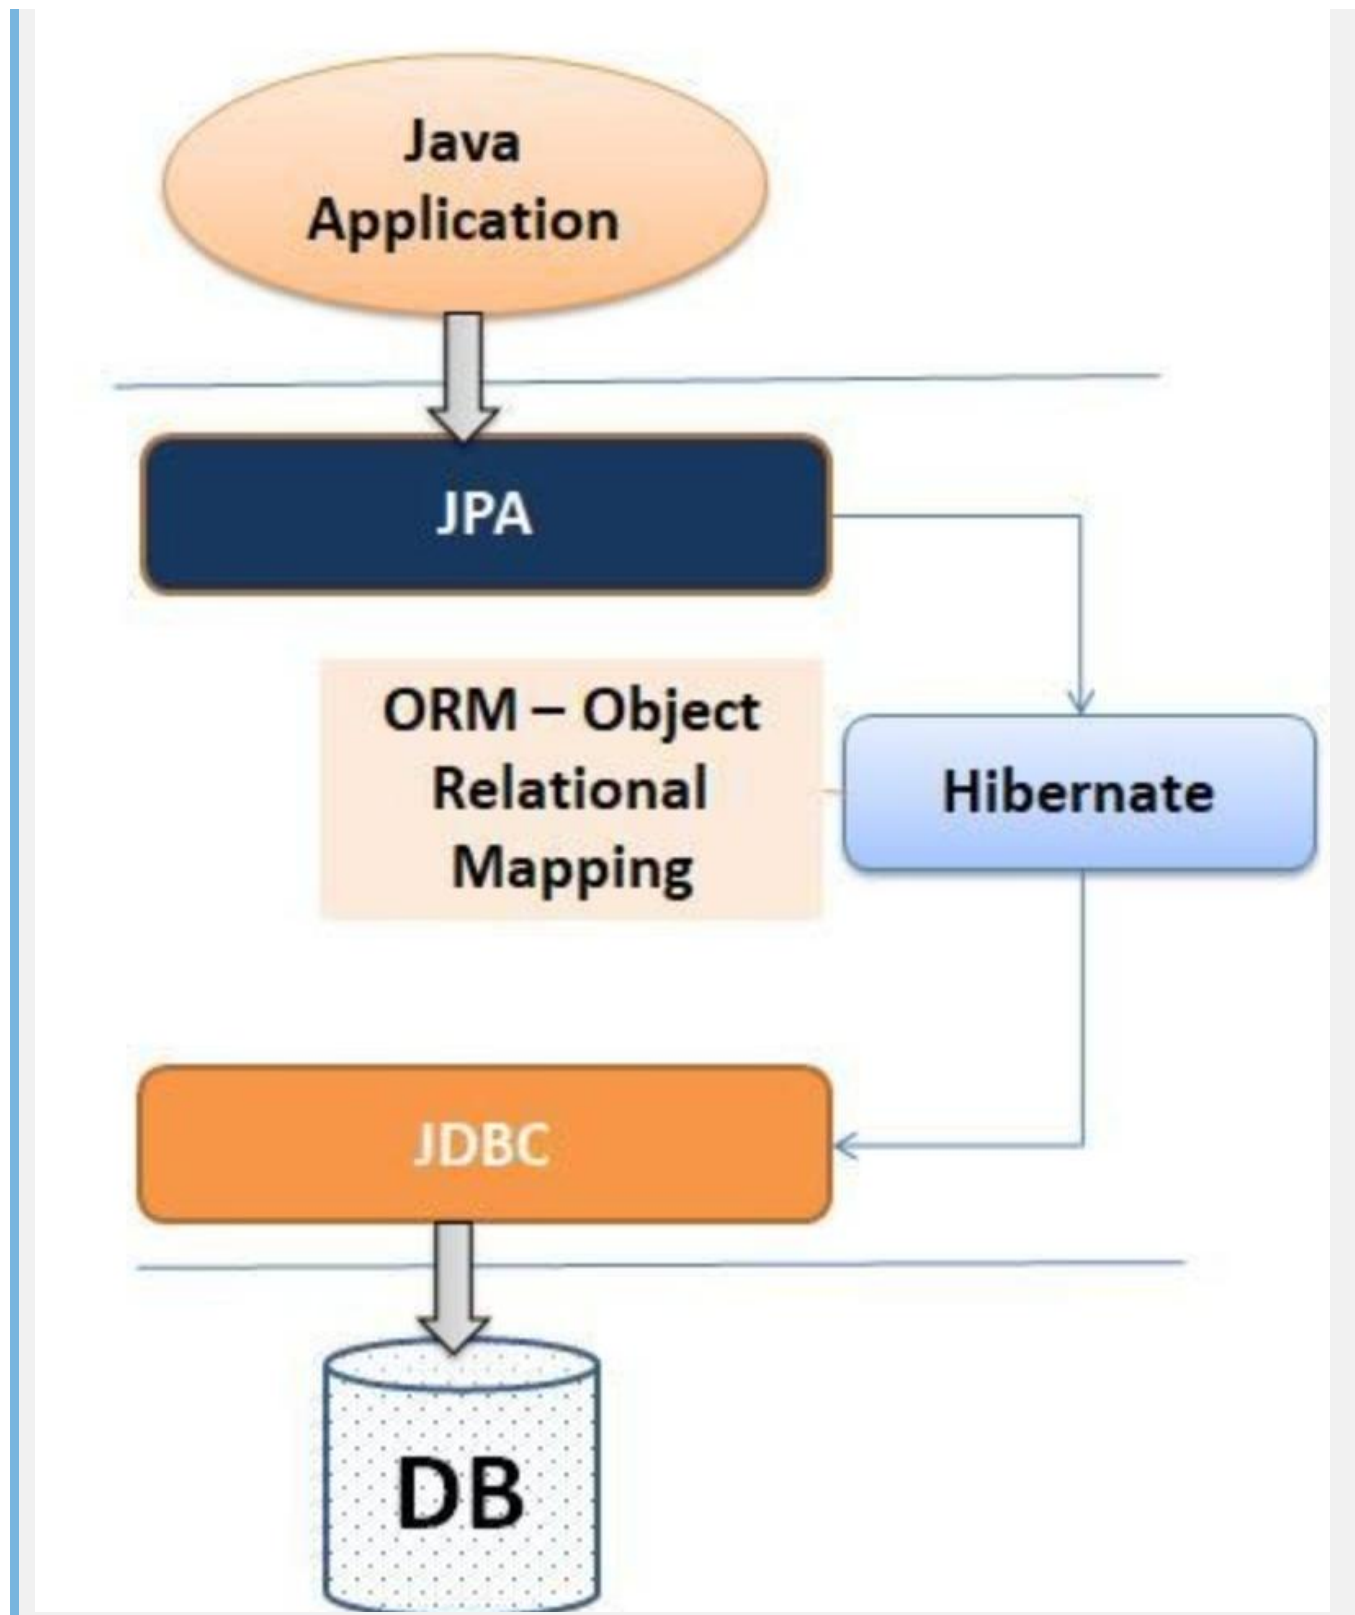 Java
Application
JPA
ORM – Object
Relational
Mapping
Hibernate
JDBC
DB